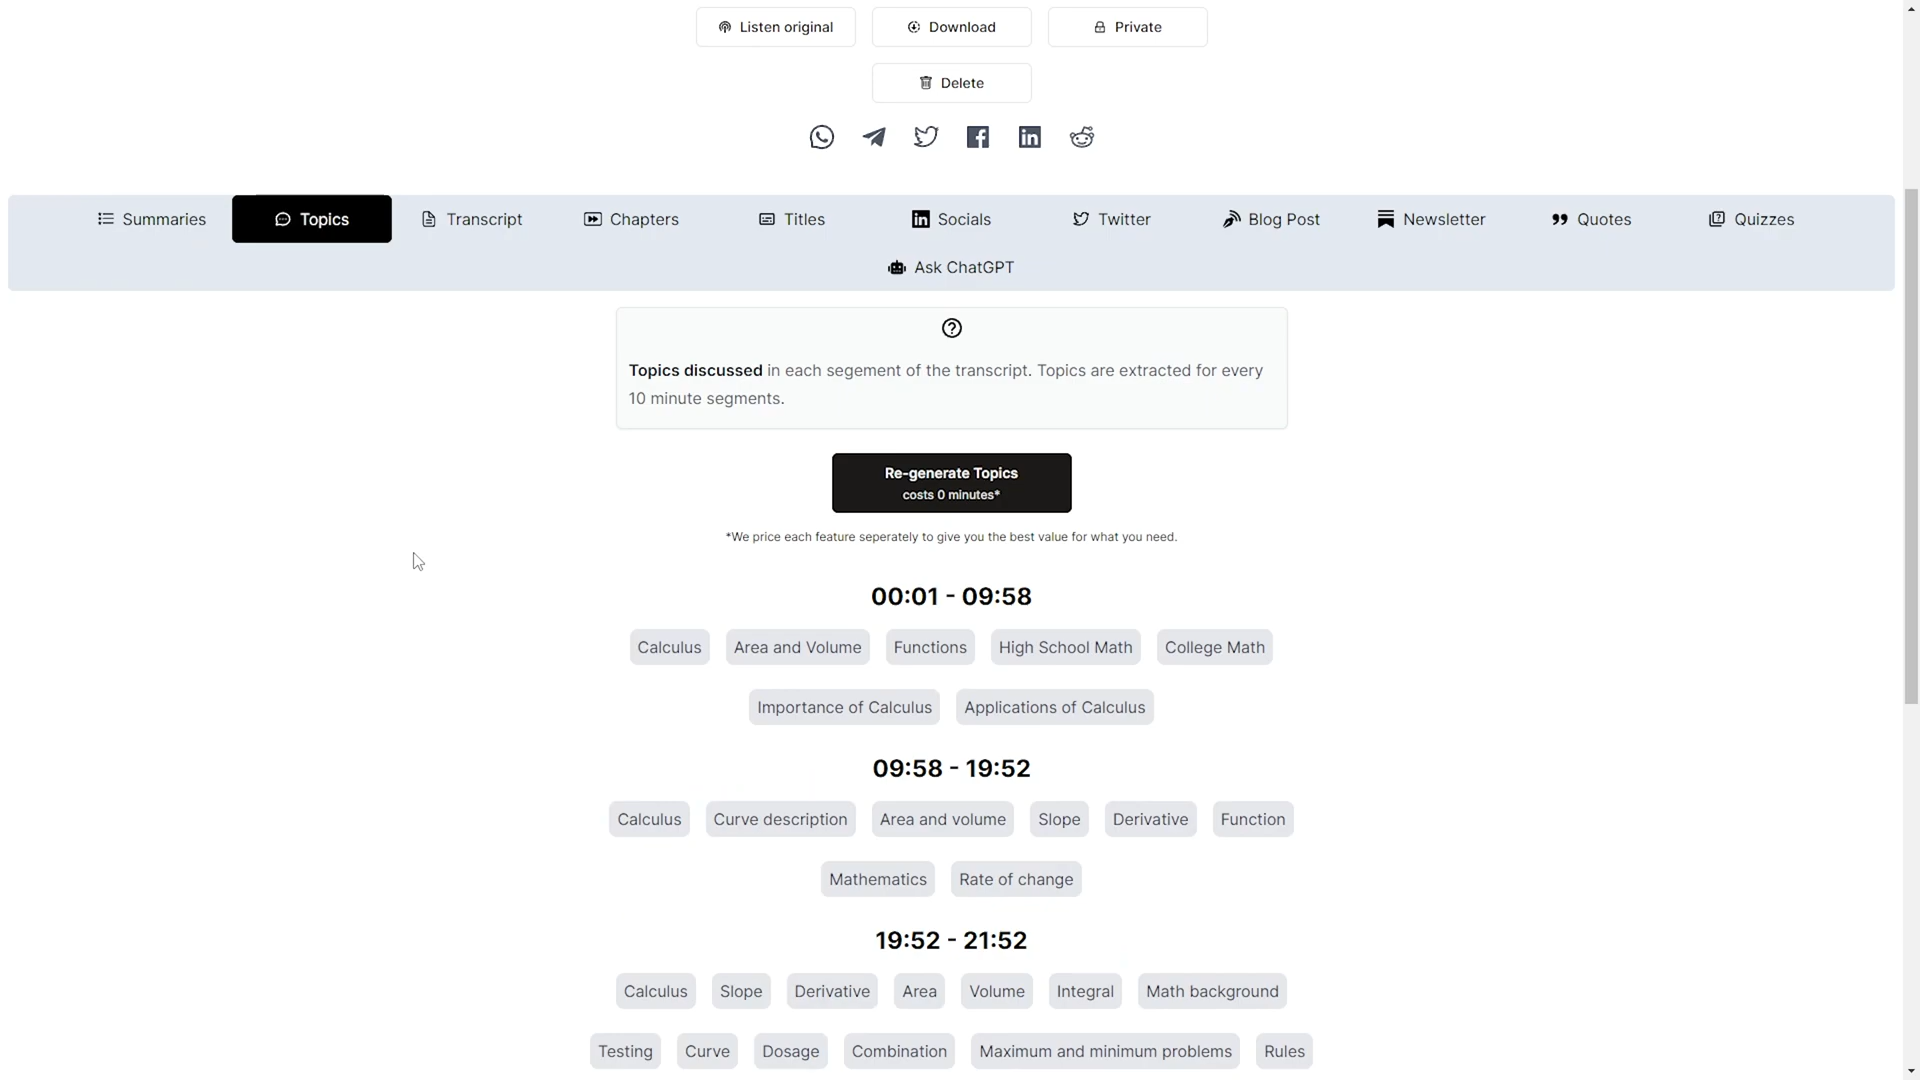 Listen original Download Private
Delete
Summaries Topics Transcript Chapters Titles Socials Twitter Blog Post Newsletter Quotes Quizzes
Ask ChatGPT
Topics discussed in each segement of the transcript. Topics are extracted for every
10 minute segments.
Re-generate Topics
costs 0 minutes*
*We price each feature seperately to give you the best value for what you need.
00:01 - 09:58
Calculus Area and Volume Functions High School Math College Math
Importance of Calculus Applications of Calculus
09:58 - 19:52
Calculus Curve description Area and volume Slope Derivative Function
Mathematics Rate of change
19:52 - 21:52
Calculus Slope Derivative Area Volume Integral Math background
Testing Curve Dosage Combination Maximum and minimum problems Rules